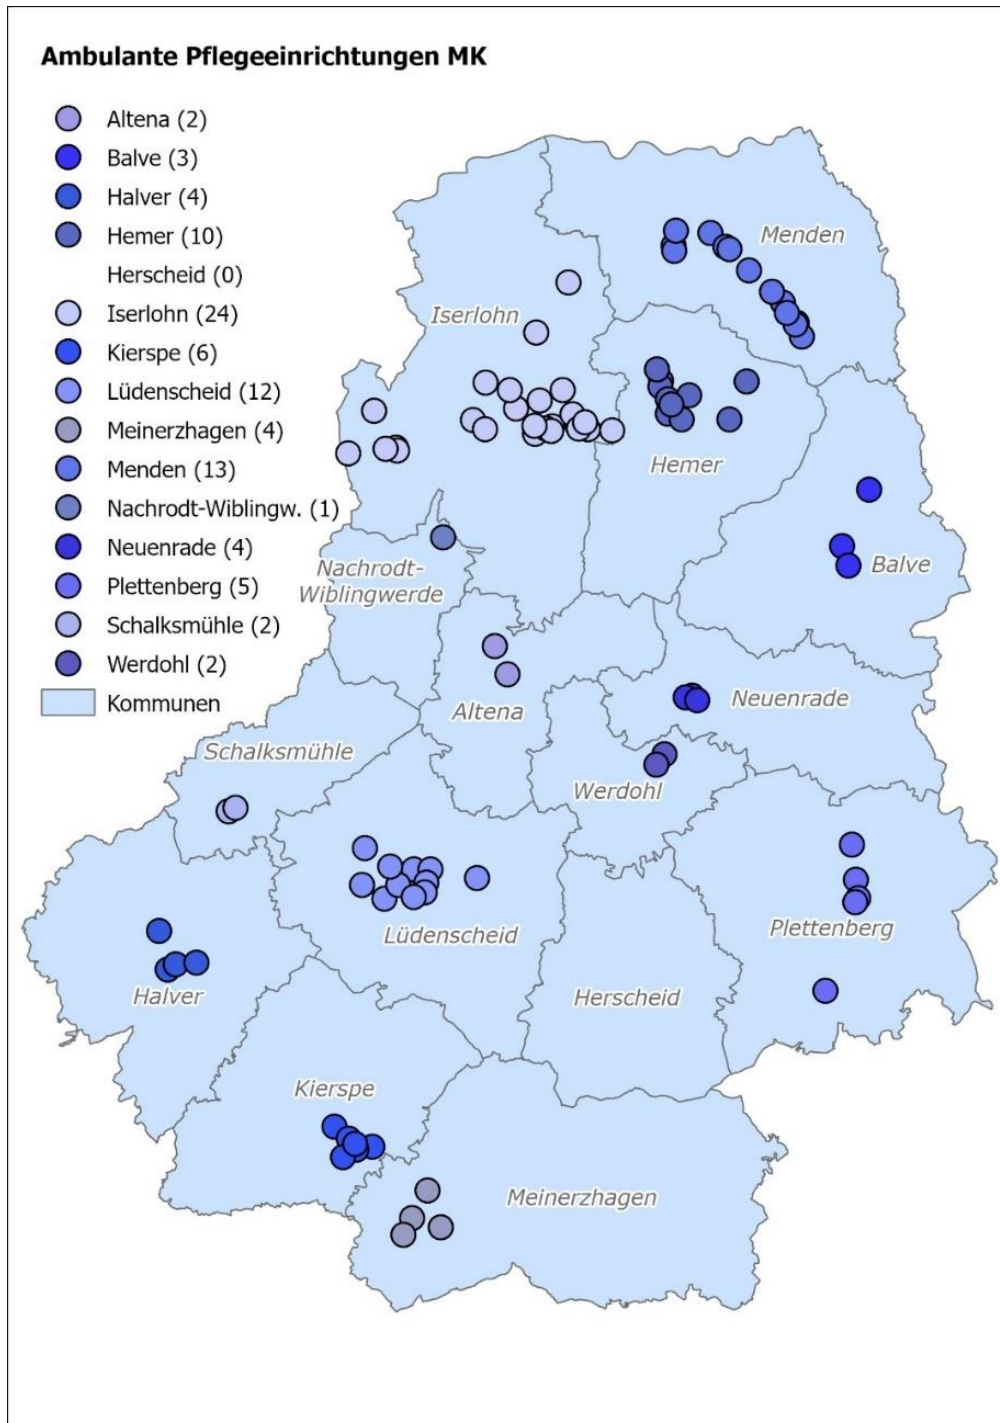 Ambulante Pflegeeinrichtungen MK
Altena (2)
Balve (3)
Halver (4)
Hemer (10)
Herscheid (0)
Iserlohn (24)
Kierspe (6)
Lüdenscheid (12)
Meinerzhagen (4)
Menden (13)
Nachrodt-Wiblingw. (1)
Neuenrade (4)
Plettenberg (5)
Schalksmühle (2)
Werdohl (2)
Kommunen
Menden
Iserlohn
Hemer
Balve
Nachrodt-
Wiblingwerde
Neuenrade
Altena
Schalksmühle
Werdohl
Plettenberg
Lüdenscheid
Halver
Herscheid
Kierspe
Meinerzhagen